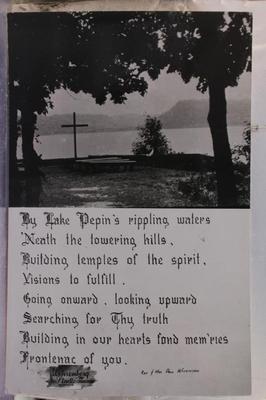 By Lake Pepin's rippling waters
'Neath the towering hills,
Building temples of the spirit,
Visions to fulfill.
Going onward, looking upward
Searching for Thy truth
Building in our hearts fond mem'ries
Frontenac of you.